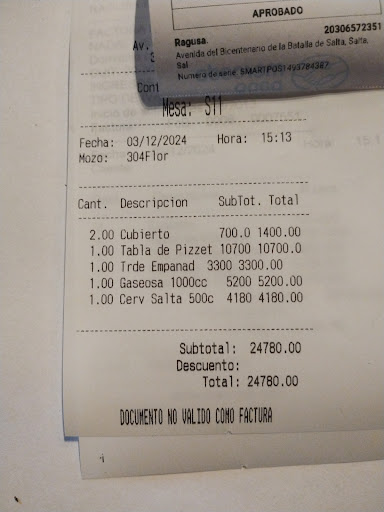 APROBADO
Ragusa. 20306572351
Avenida del Bicentenario de la Batalla de Salta, Salta,
Sal
Numero de serie: SMARTPOS1493784387
Av.
Mesa: S11
Fecha: 03/12/2024 Hora: 15:13
Mozo: 304Flor
Cant. Descripcion SubTot. Total
2.00 Cubierto 700.0 1400.00
1.00 Tabla de Pizzet 10700 10700.0
1.00 Trde Empanad 3300 3300.00
1.00 Gaseosa 1000cc 5200 5200.00
1.00 Cerv Salta 500c 4180 4180.00
Subtotal: 24780.00
Descuento:
Total: 24780.00
DOCUMENTO NO VALIDO COMO FACTURA